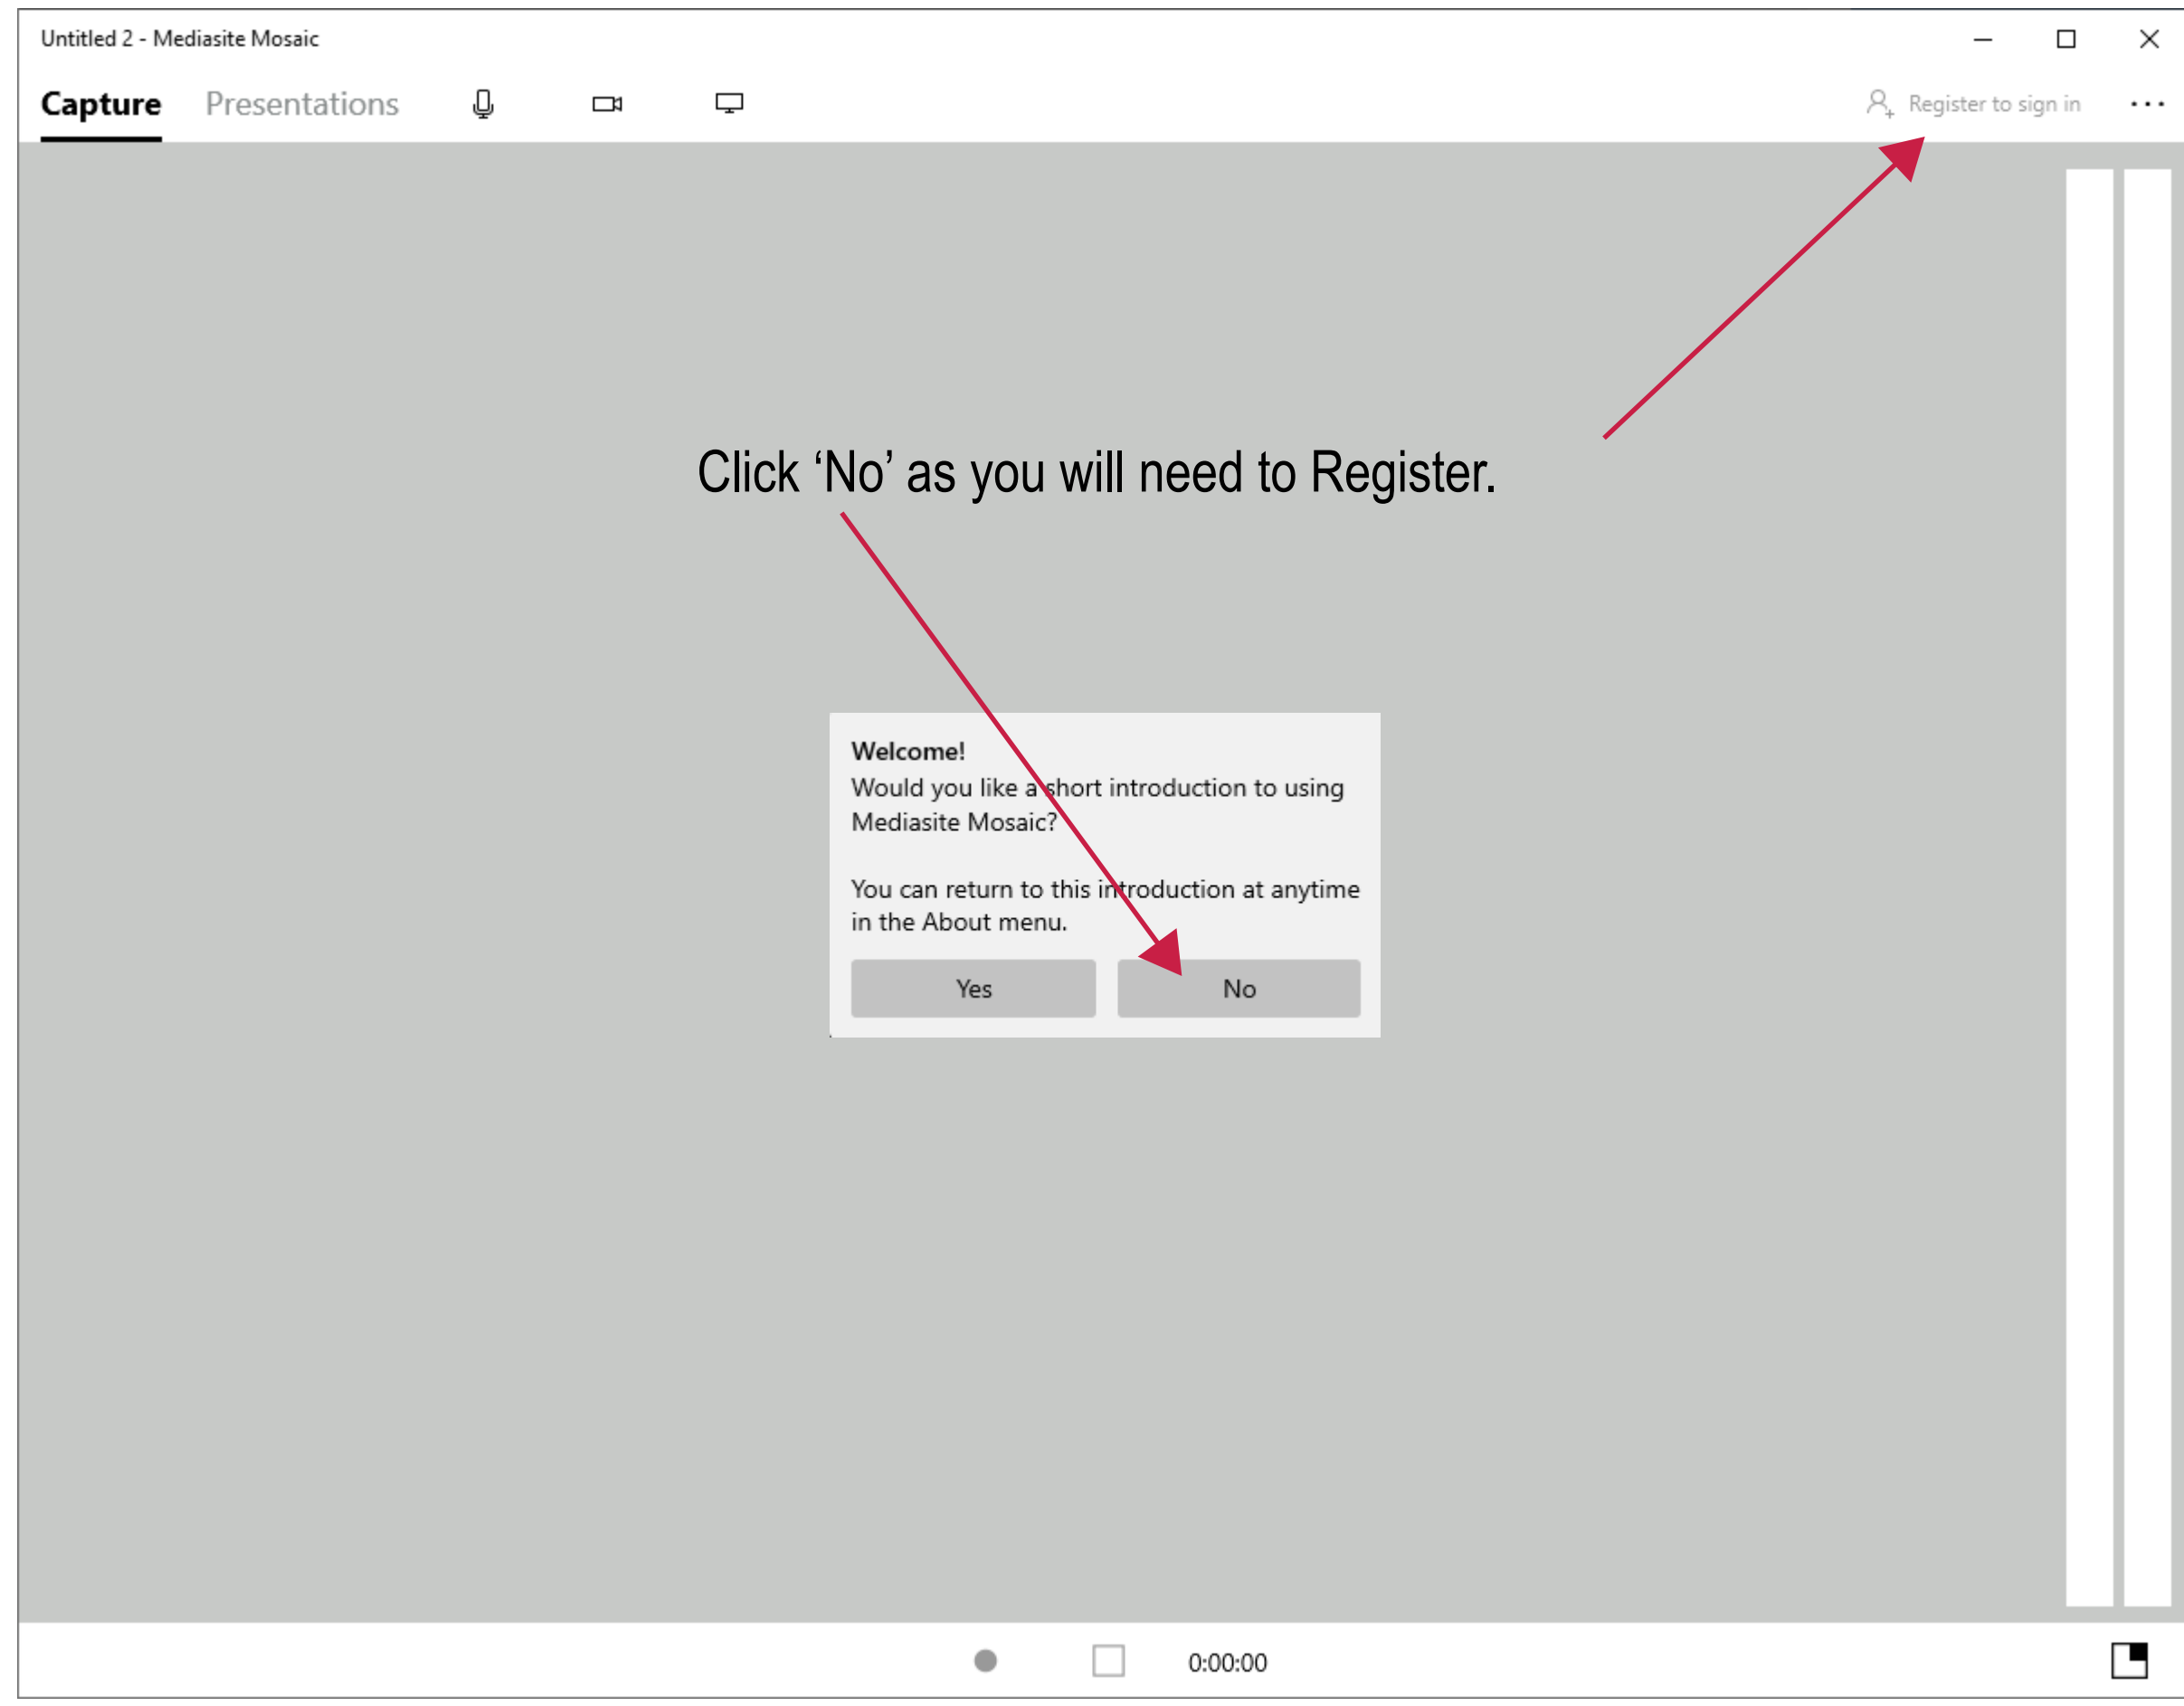 Untitled 2 - Mediasite Mosaic
Capture Presentations Register to sign in
Click ‘No’ as you will need to Register.
Welcome!
Would you like a short introduction to using
Mediasite Mosaic?
You can return to this introduction at anytime
in the About menu.
Yes No
0:00:00